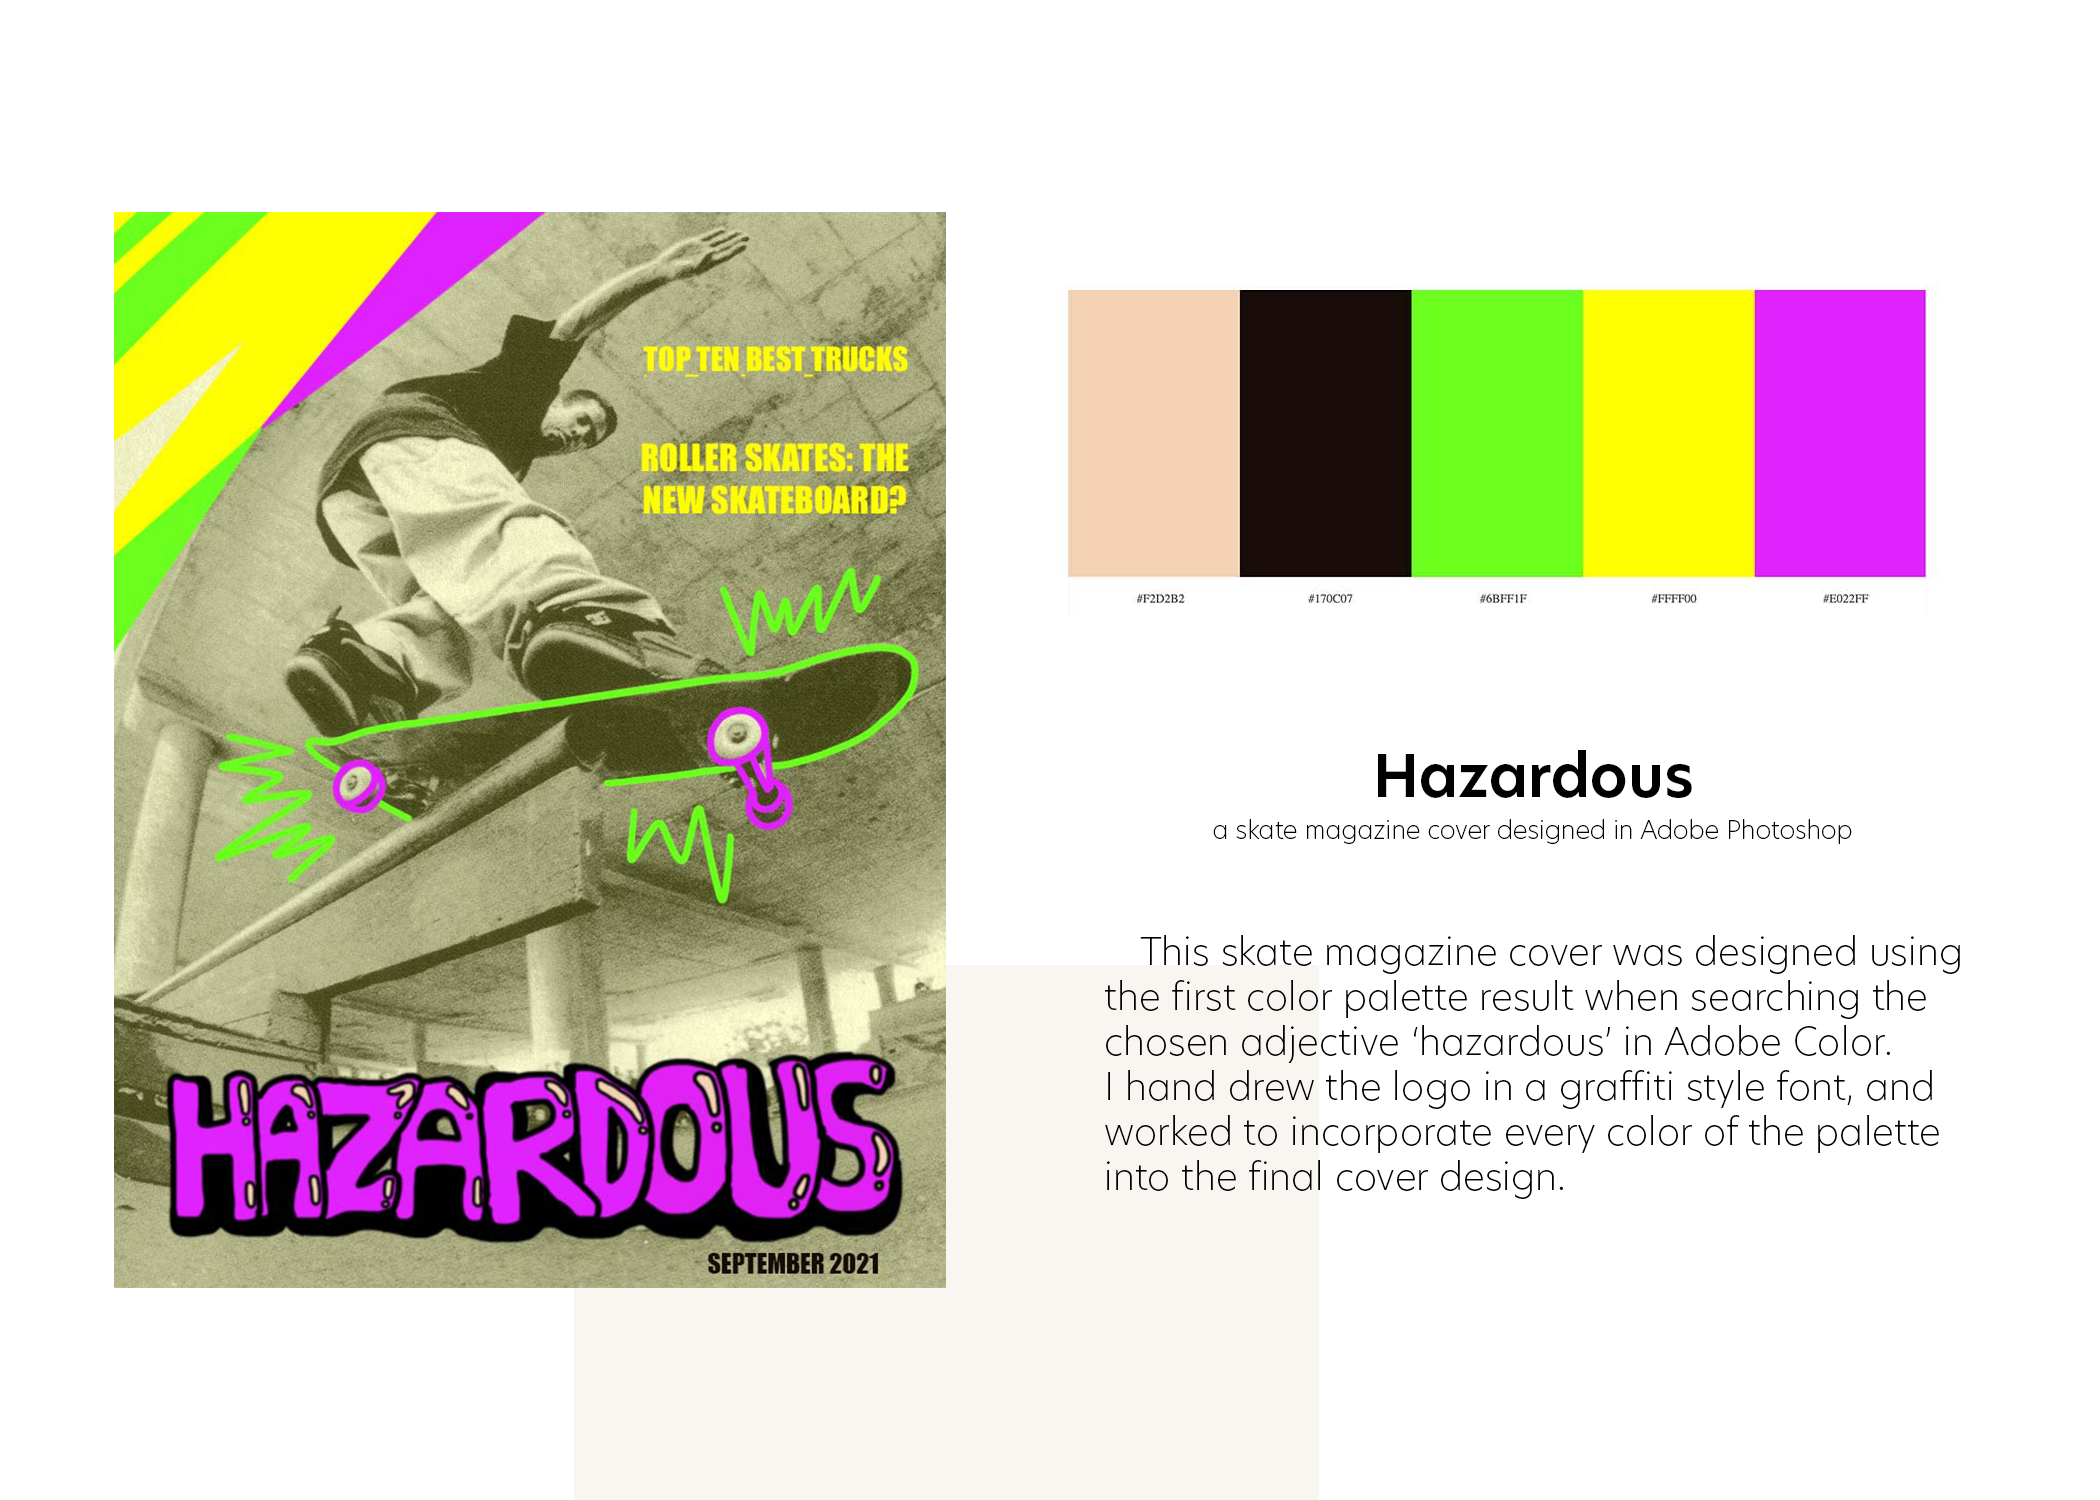 TOP TEN BEST TRUCKS
ROLLER SKATES: THE
NEW SKATEBOARD?
HAZARDOUS
SEPTEMBER 2021
#F2D2B2
#170C07
#6BFF1F
#FFFF00
#E022FF
Hazardous
a skate magazine cover designed in Adobe Photoshop
This skate magazine cover was designed using
the first color palette result when searching the
chosen adjective ‘hazardous’ in Adobe Color.
I hand drew the logo in a graffiti style font, and
worked to incorporate every color of the palette
into the final cover design.